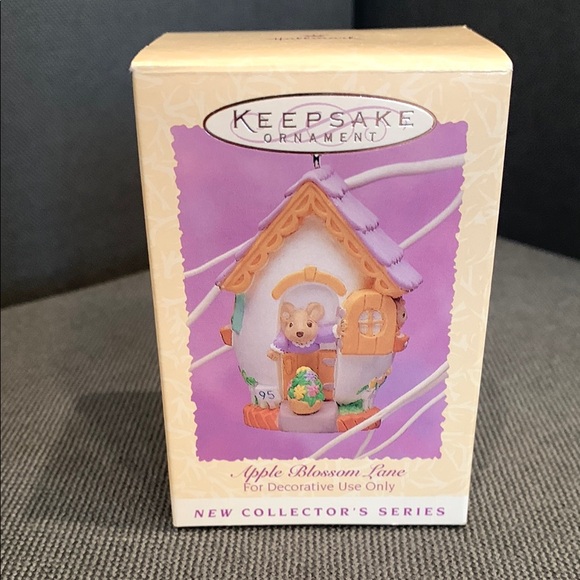 KEEPSAKE
ORNAMENT
95
Apple Blossom Lane
For Decorative Use Only
NEW COLLECTOR'S SERIES